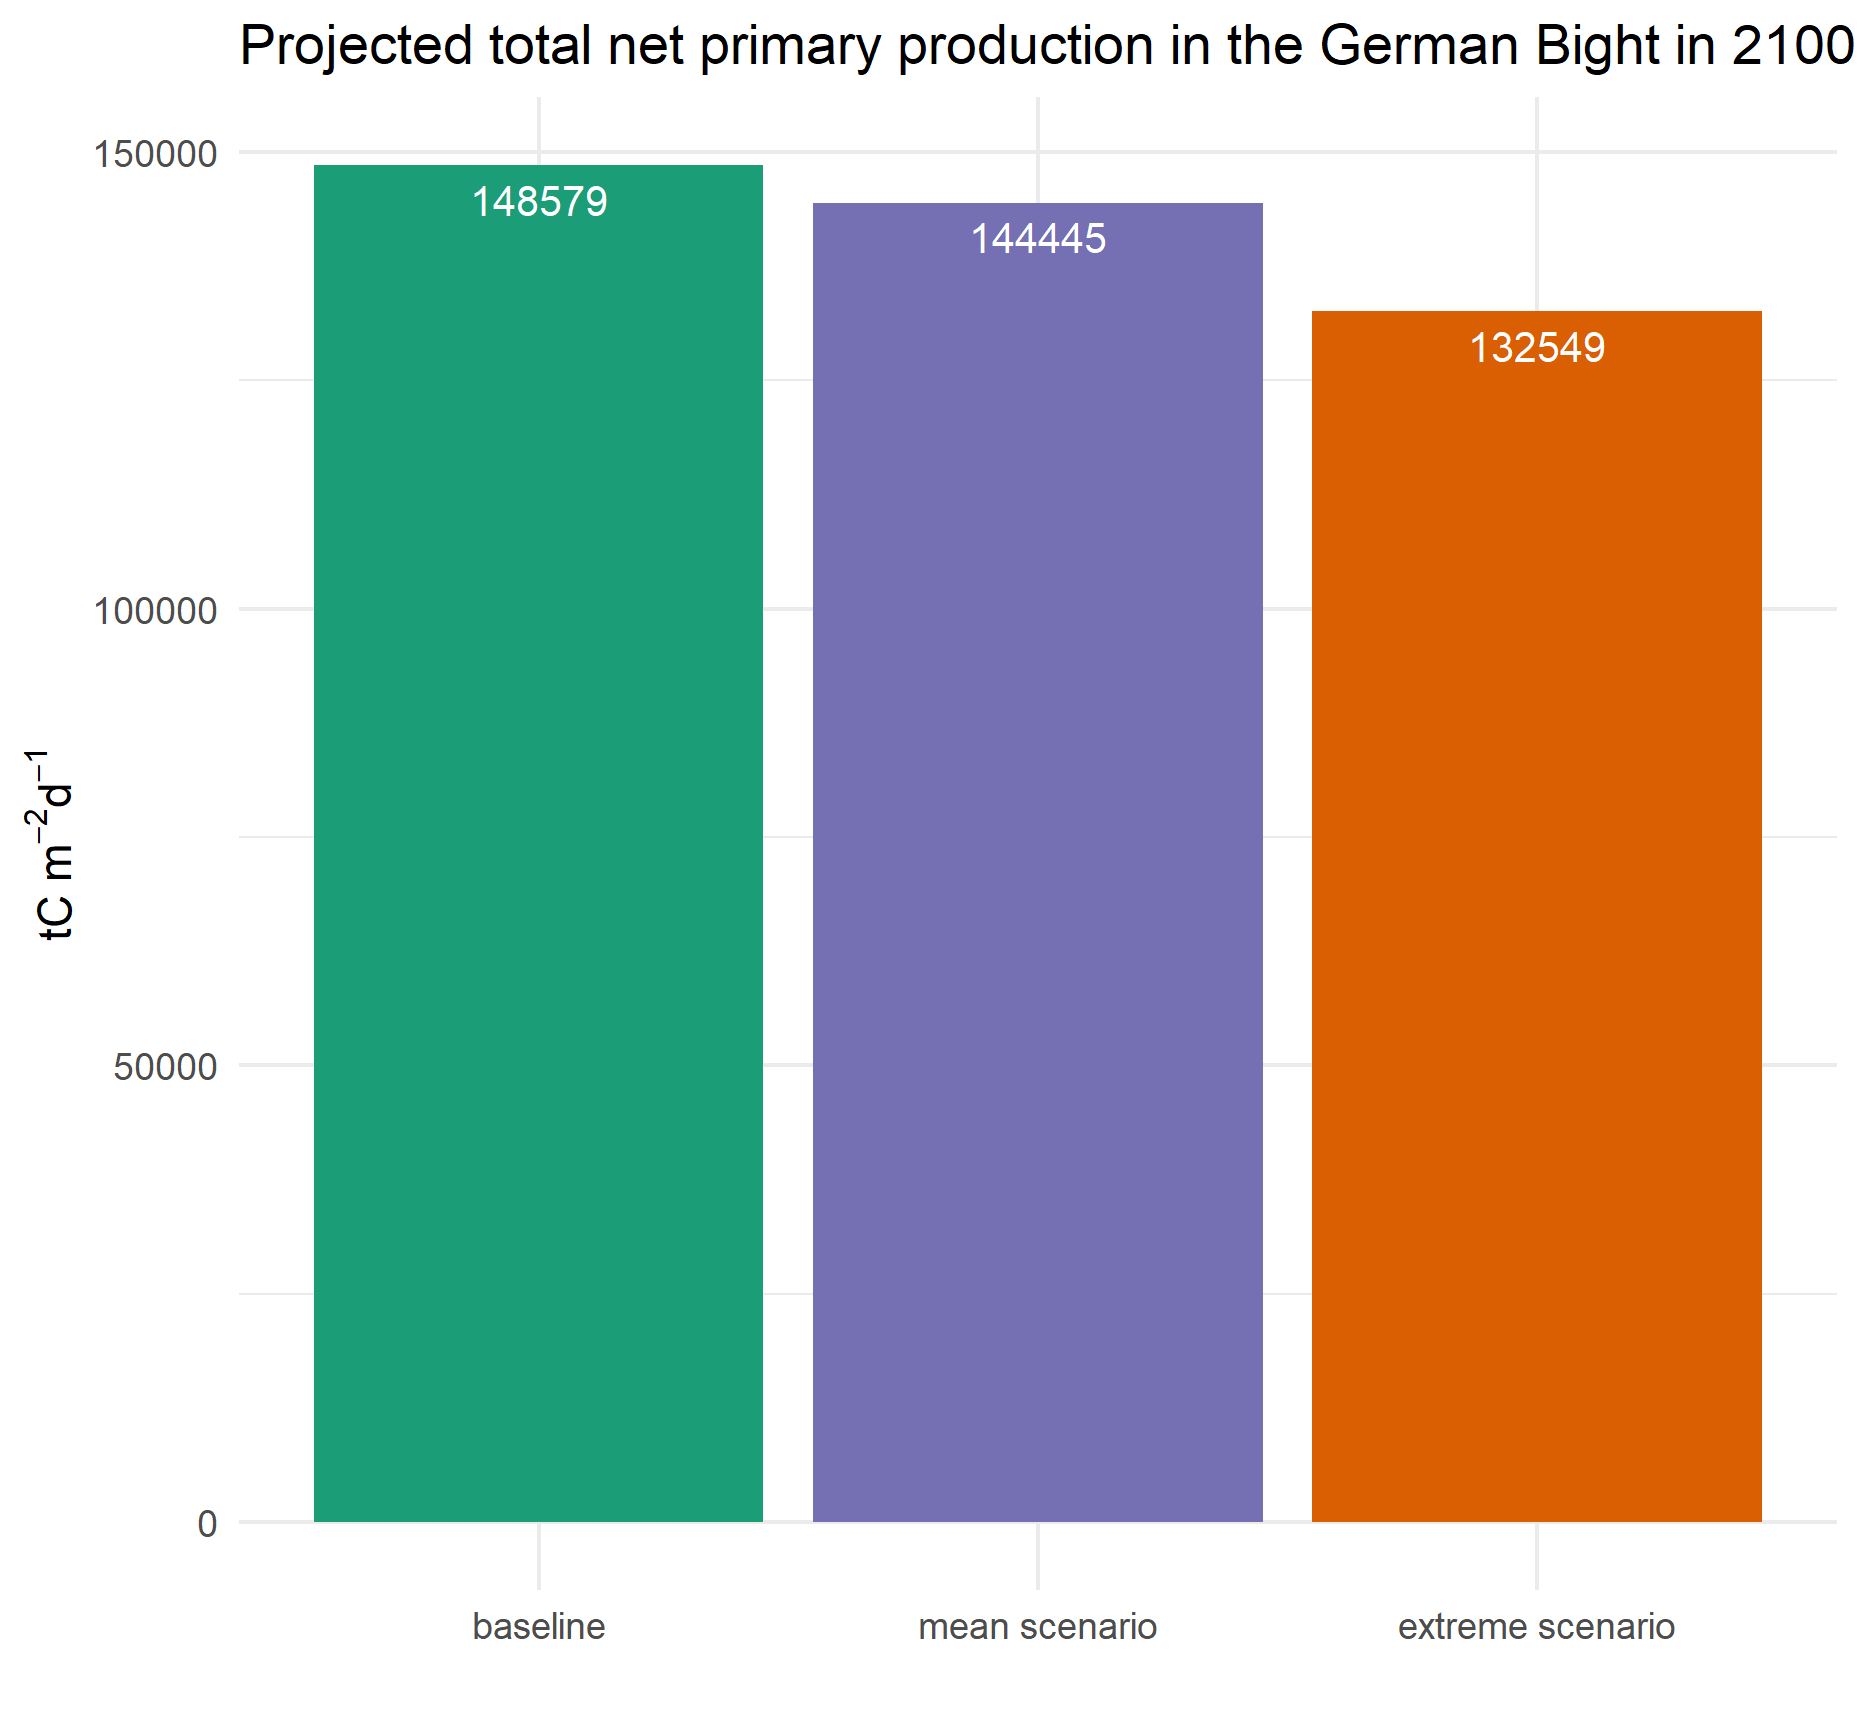 Projected total net primary production in the German Bight in 2100
150000
100000
50000
0
tC m⁻²d⁻¹
148579
144445
132549
baseline
mean scenario
extreme scenario